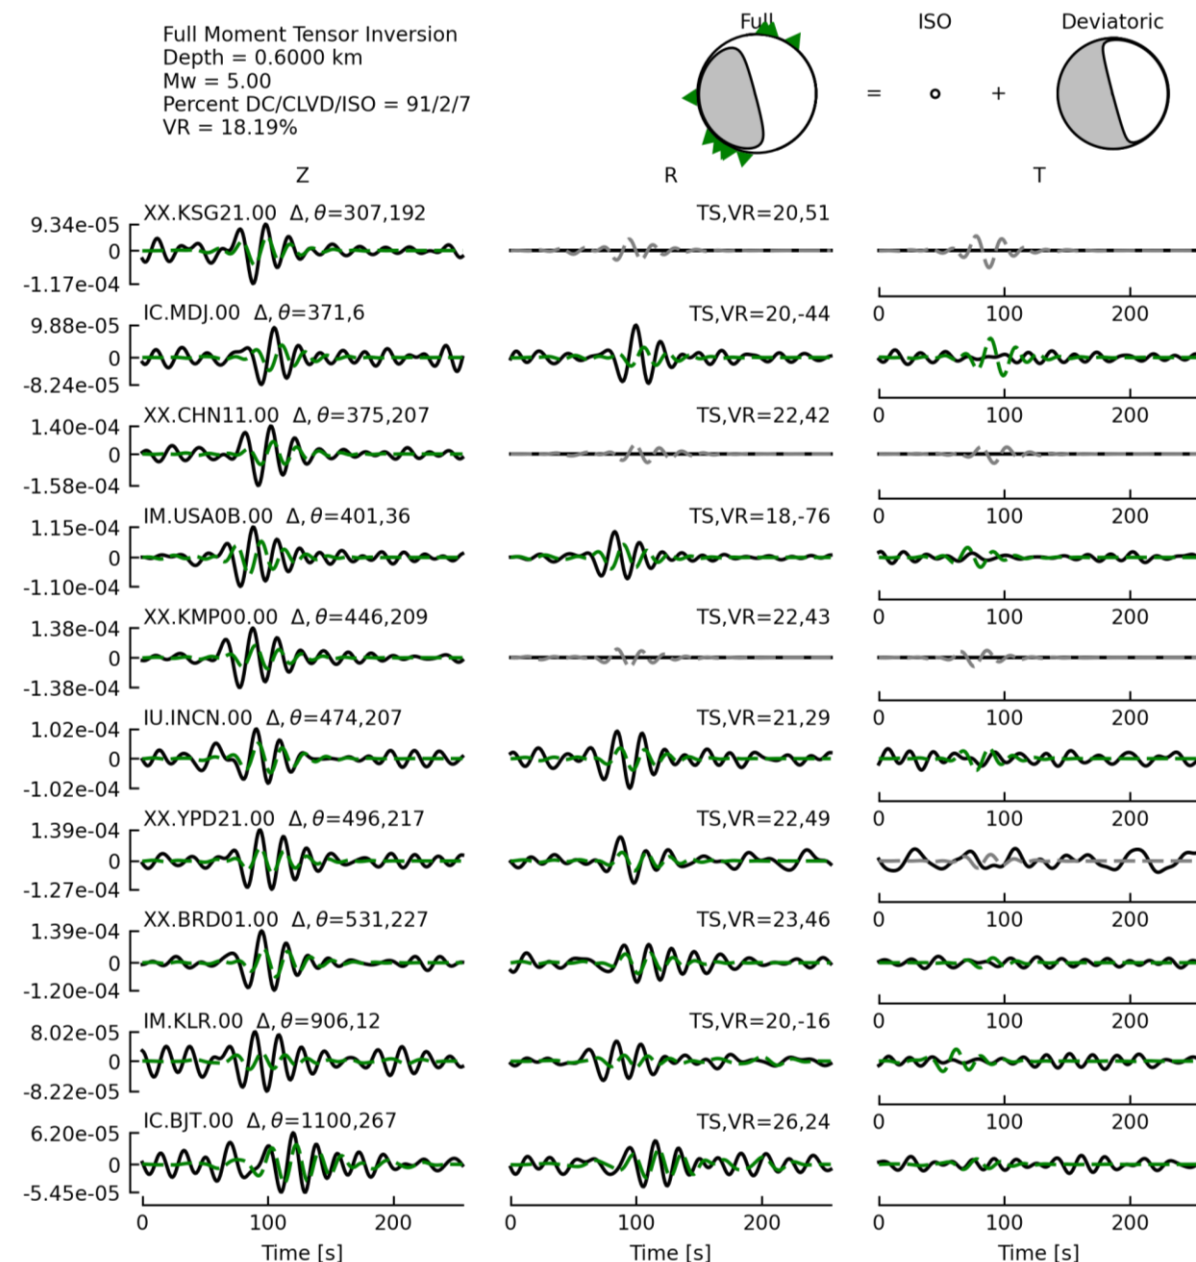 Full Moment Tensor Inversion
Depth = 0.6000 km
Mw = 5.00
Percent DC/CLVD/ISO = 91/2/7
VR = 18.19%
Full ISO Deviatoric
= +
Z R T
XX.KSG21.00 Δ,θ=307,192 TS,VR=20,51
9.34e-05
0
-1.17e-04
0 100 200
IC.MDJ.00 Δ,θ=371,6 TS,VR=20,-44
9.88e-05
0
-8.24e-05
0 100 200
XX.CHN11.00 Δ,θ=375,207 TS,VR=22,42
1.40e-04
0
-1.58e-04
0 100 200
IM.USA0B.00 Δ,θ=401,36 TS,VR=18,-76
1.15e-04
0
-1.10e-04
0 100 200
XX.KMP00.00 Δ,θ=446,209 TS,VR=22,43
1.38e-04
0
-1.38e-04
0 100 200
IU.INCN.00 Δ,θ=474,207 TS,VR=21,29
1.02e-04
0
-1.02e-04
0 100 200
XX.YPD21.00 Δ,θ=496,217 TS,VR=22,49
1.39e-04
0
-1.27e-04
0 100 200
XX.BRD01.00 Δ,θ=531,227 TS,VR=23,46
1.39e-04
0
-1.20e-04
0 100 200
IM.KLR.00 Δ,θ=906,12 TS,VR=20,-16
8.02e-05
0
-8.22e-05
0 100 200
IC.BJT.00 Δ,θ=1100,267 TS,VR=26,24
6.20e-05
0
-5.45e-05
0 100 200 0 100 200 0 100 200
Time [s] Time [s] Time [s]